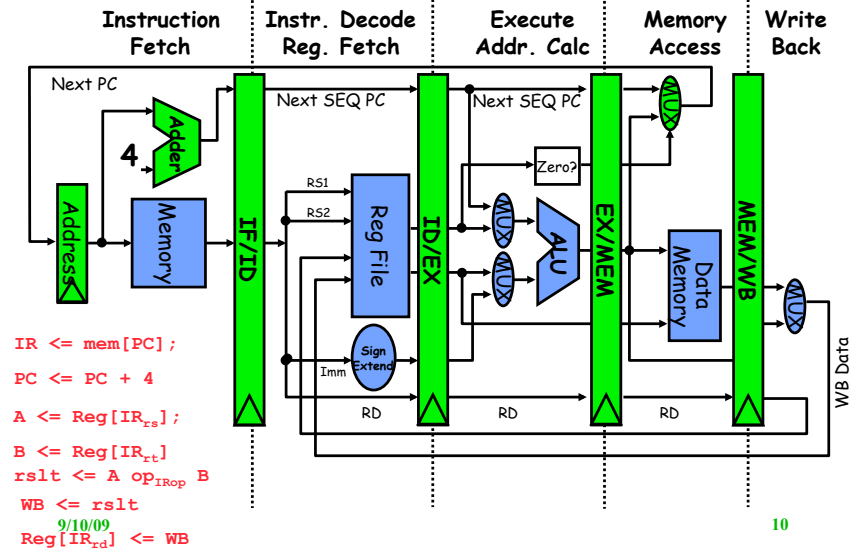 Instruction Fetch
Instr. Decode Reg. Fetch
Execute Addr. Calc
Memory Access
Write Back
Next PC
Next SEQ PC
Next SEQ PC
MUX
Adder
4
Zero?
RS1
RS2
Address
Memory
IF/ID
Reg File
ID/EX
MUX
MUX
ALU
EX/MEM
Data Memory
MEM/WB
MUX
Sign Extend
Imm
RD
RD
RD
WB Data
IR <= mem[PC];
PC <= PC + 4
A <= Reg[IRrs];
B <= Reg[IRrt]
rslt <= A opIRop B
WB <= rslt
9/10/09
Reg[IRrd] <= WB
10